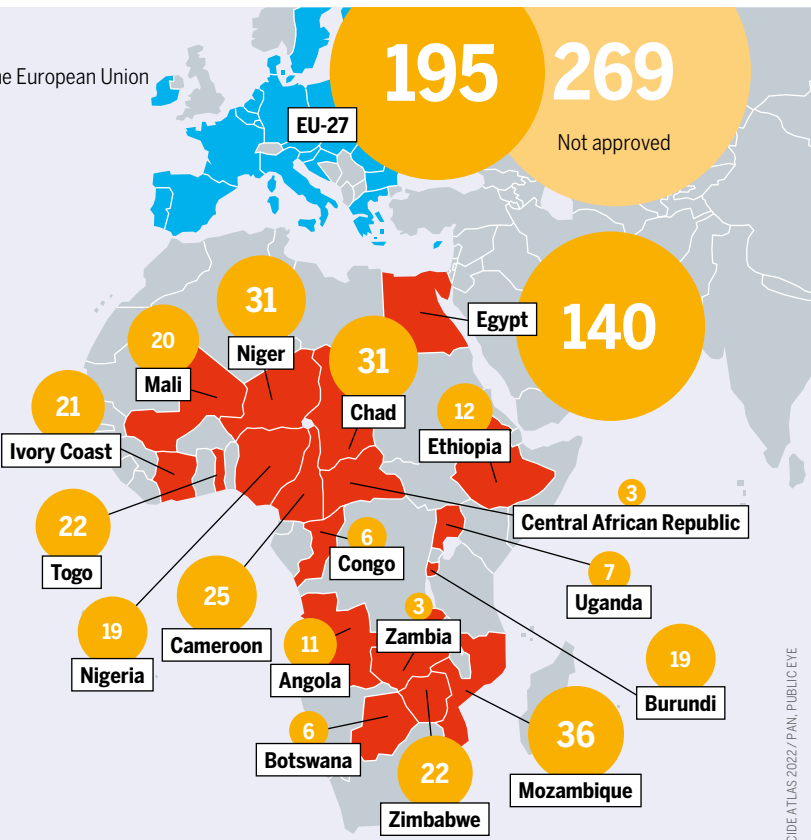 195
269
European Union
EU-27
Not approved
31
Niger
140
Egypt
20
Mali
31
Chad
21
Ivory Coast
12
Ethiopia
3
Central African Republic
22
Togo
6
Congo
7
Uganda
25
Cameroon
3
Zambia
19
Nigeria
11
Angola
19
Burundi
6
Botswana
36
Mozambique
22
Zimbabwe
CIDE ATLAS 2022 / PAN, PUBLIC EYE